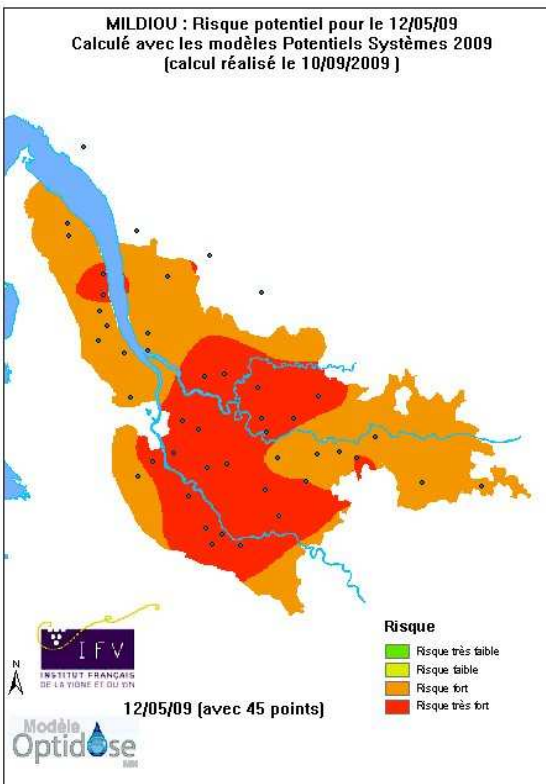 MILDIOU : Risque potentiel pour le 12/05/09
Calculé avec les modèles Potentiels Systèmes 2009
(calcul réalisé le 10/09/2009 )
Risque
Risque très faible
Risque faible
Risque fort
Risque très fort
IFV
INSTITUT FRANÇAIS
DE LA VIGNE ET DU VIN
N
12/05/09 (avec 45 points)
Modèle
Optidose